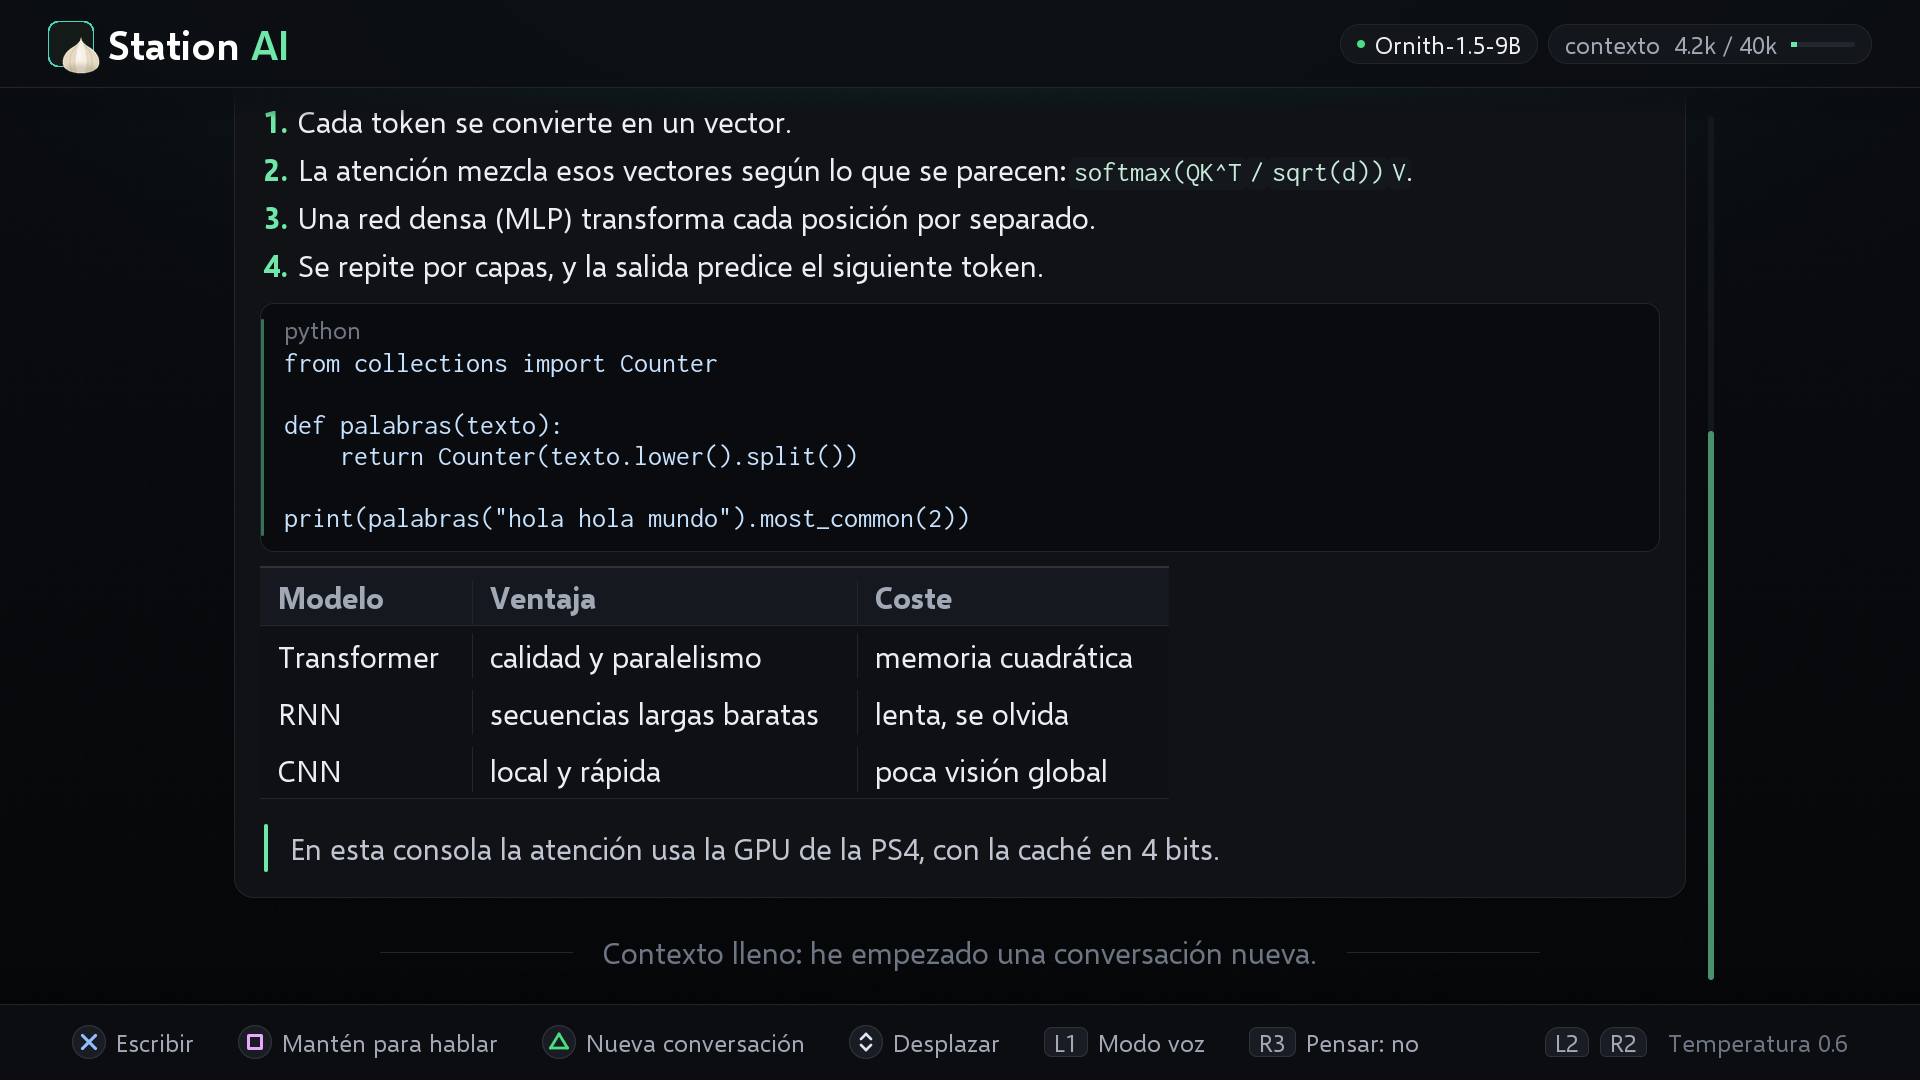 Station AI
Ornith-1.5-9B
contexto 4.2k / 40k
1. Cada token se convierte en un vector.
2. La atención mezcla esos vectores según lo que se parecen: softmax(QK^T / sqrt(d)) V.
3. Una red densa (MLP) transforma cada posición por separado.
4. Se repite por capas, y la salida predice el siguiente token.
python
from collections import Counter
def palabras(texto):
    return Counter(texto.lower().split())
print(palabras("hola hola mundo").most_common(2))
Modelo Ventaja Coste
Transformer calidad y paralelismo memoria cuadrática
RNN secuencias largas baratas lenta, se olvida
CNN local y rápida poca visión global
En esta consola la atención usa la GPU de la PS4, con la caché en 4 bits.
Contexto lleno: he empezado una conversación nueva.
Escribir Mantén para hablar Nueva conversación Desplazar L1 Modo voz R3 Pensar: no L2 R2 Temperatura 0.6